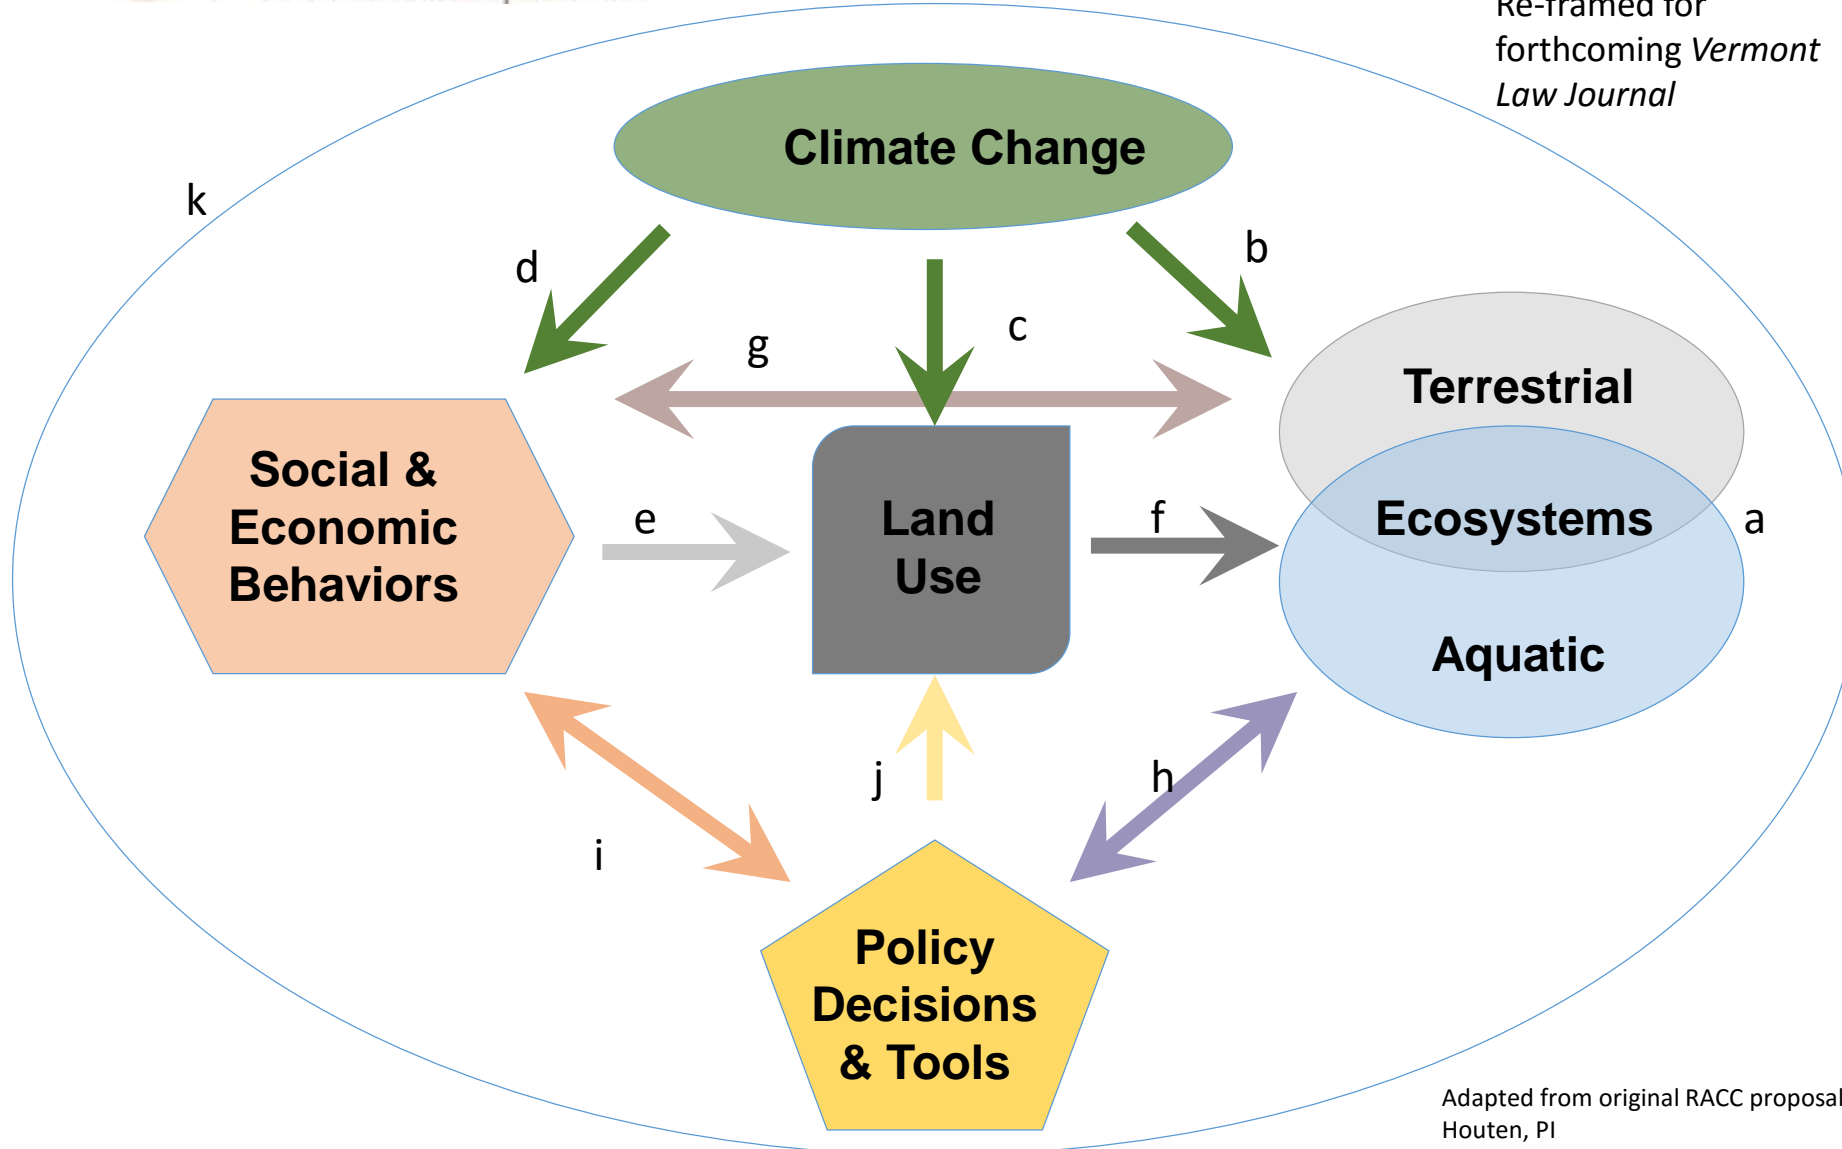 Re-framed for
forthcoming Vermont
Law Journal
Climate Change
k
d
b
g
c
Terrestrial
Social &
Economic
Behaviors
e
Land
Use
f
Ecosystems
a
Aquatic
j
h
i
Policy
Decisions
& Tools
Adapted from original RACC proposal
Houten, PI